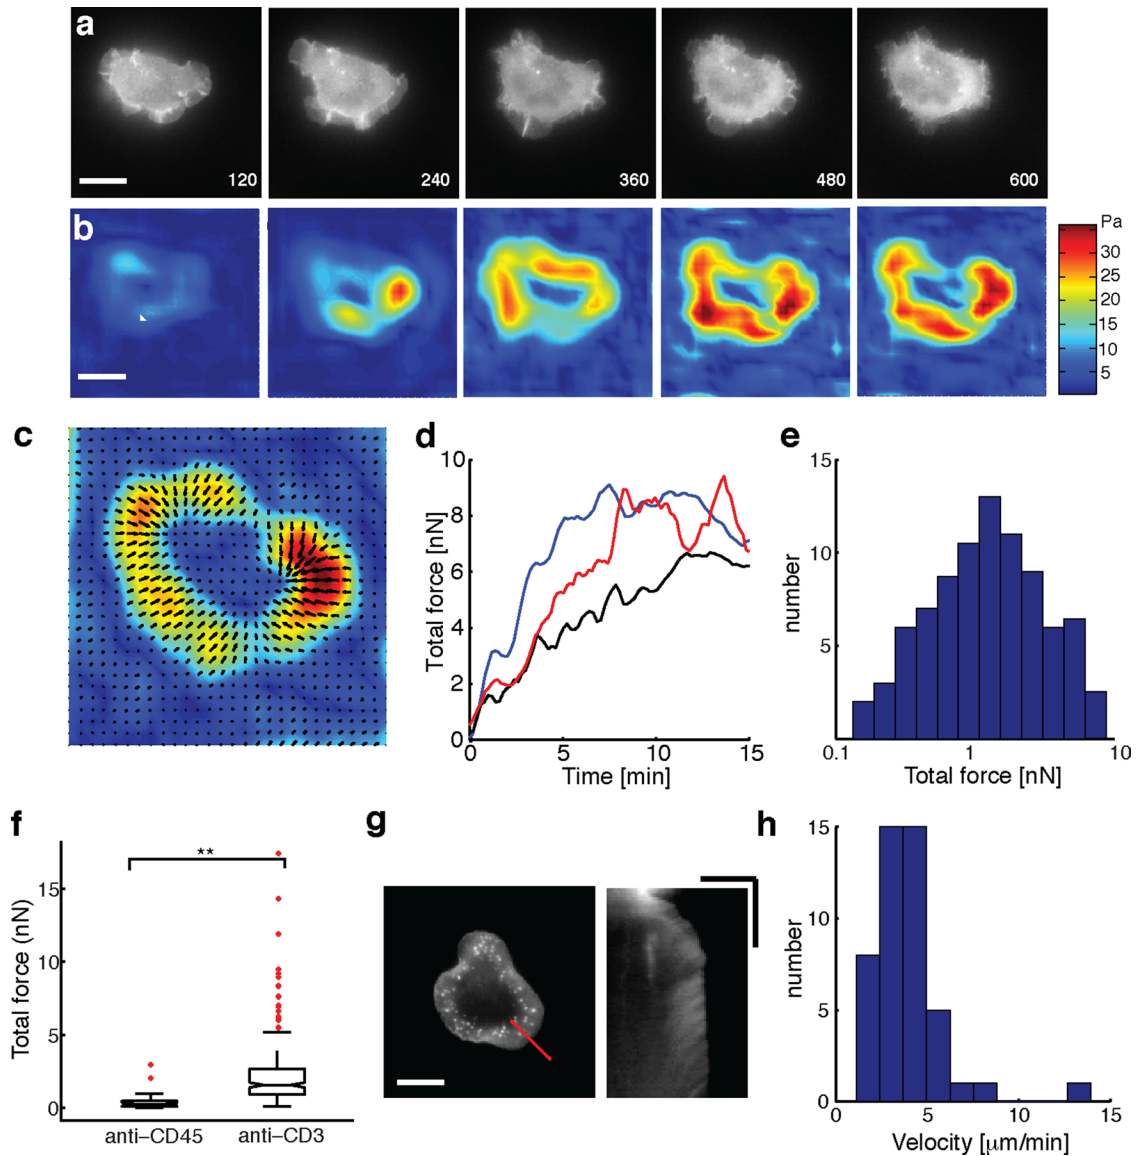 a
120
240
360
480
600
b
Pa
30
25
20
15
10
5
c
d
10
8
6
4
2
0
Total force [nN]
0
5
10
15
Time [min]
e
15
10
5
number
0.1
1
10
Total force [nN]
f
**
15
10
5
0
Total force (nN)
anti–CD45
anti–CD3
g
h
15
10
5
0
number
0
5
10
15
Velocity [μm/min]